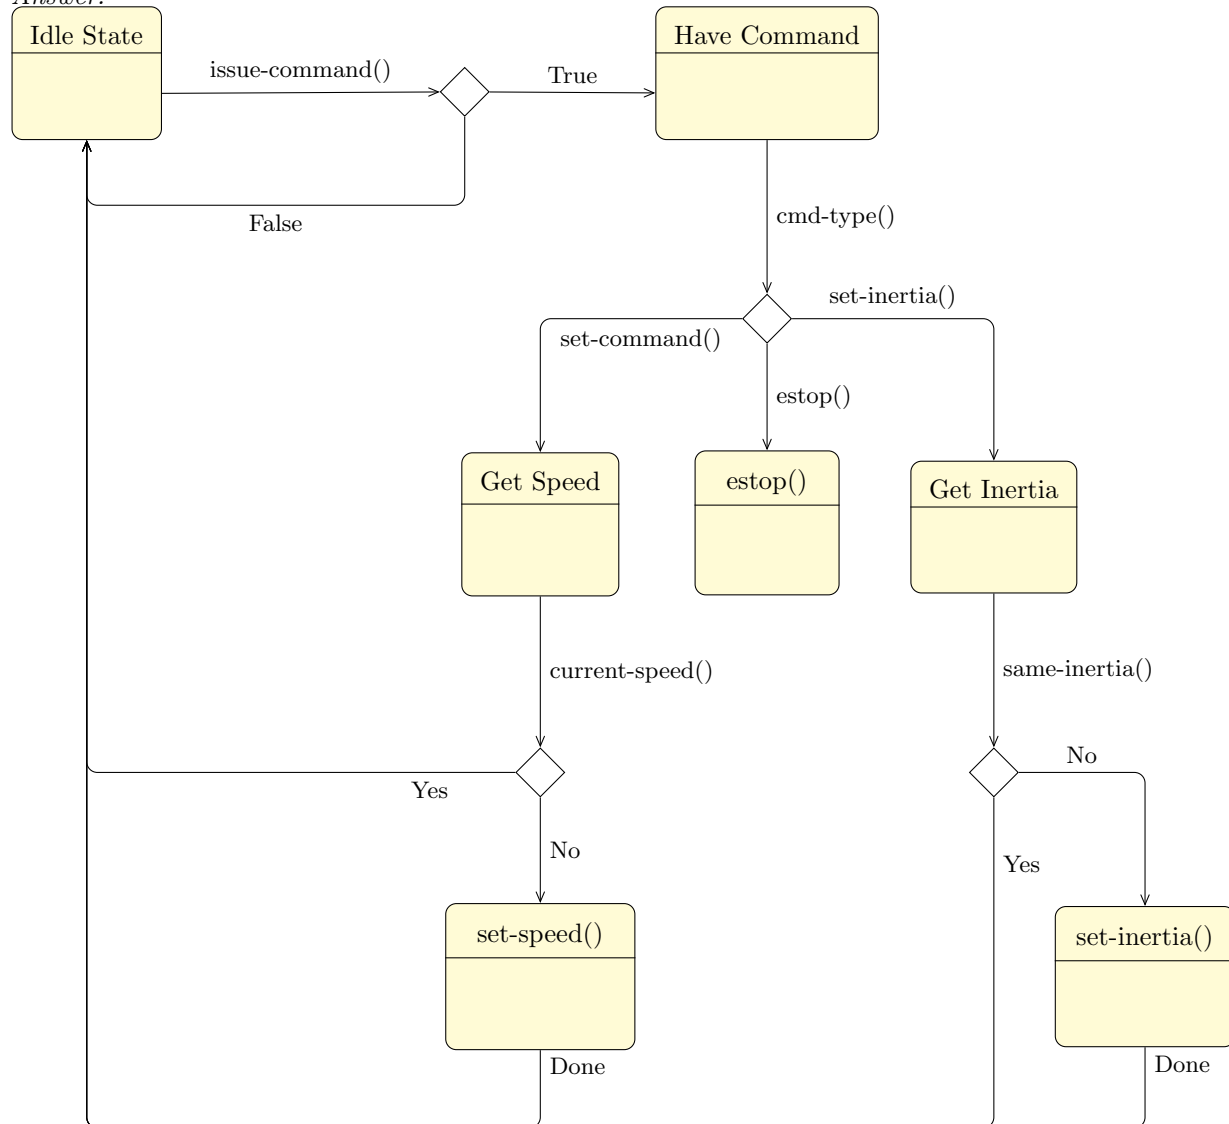 Answer:
Idle State
Have Command
issue-command()
True
False
cmd-type()
set-inertia()
set-command()
estop()
Get Speed
estop()
Get Inertia
current-speed()
same-inertia()
No
Yes
No
Yes
set-speed()
set-inertia()
Done
Done